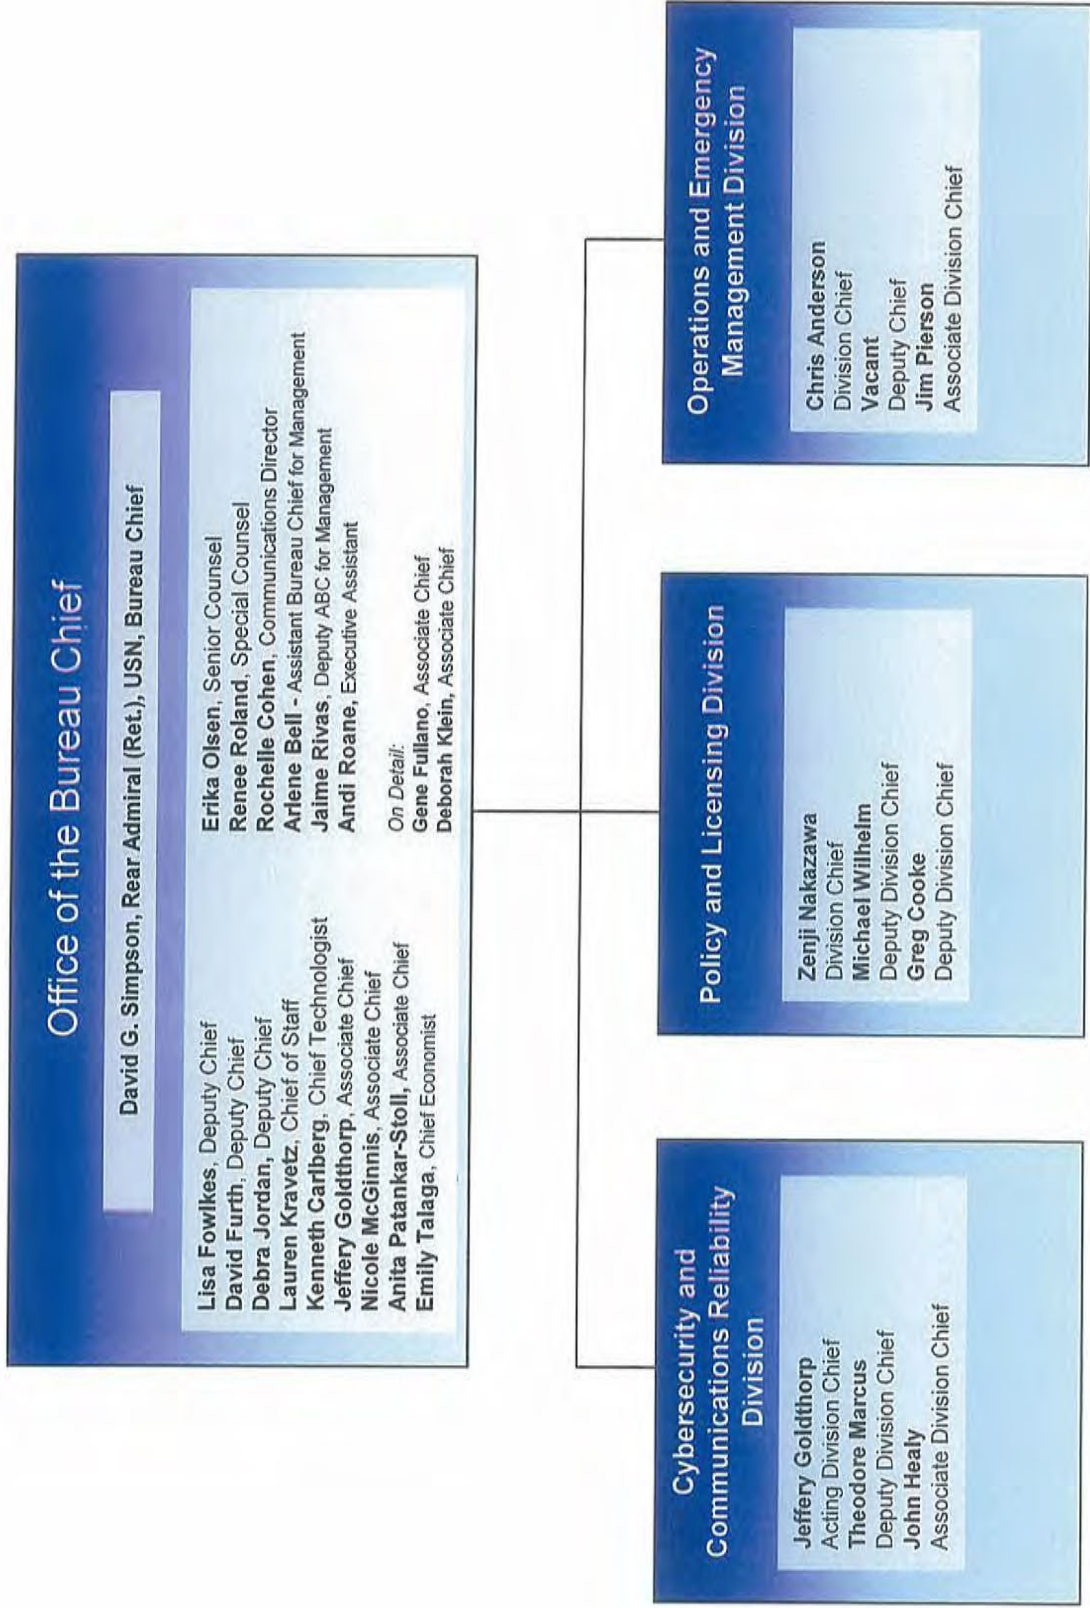 Office of the Bureau Chief
David G. Simpson, Rear Admiral (Ret.), USN, Bureau Chief
Lisa Fowlkes, Deputy Chief
David Furth, Deputy Chief
Debra Jordan, Deputy Chief
Lauren Kravetz, Chief of Staff
Kenneth Carlberg, Chief Technologist
Jeffery Goldthorp, Associate Chief
Nicole McGinnis, Associate Chief
Anita Patankar-Stoll, Associate Chief
Emily Talaga, Chief Economist
Erika Olsen, Senior Counsel
Renee Roland, Special Counsel
Rochelle Cohen, Communications Director
Arlene Bell - Assistant Bureau Chief for Management
Jaime Rivas, Deputy ABC for Management
Andi Roane, Executive Assistant
On Detail:
Gene Fullano, Associate Chief
Deborah Klein, Associate Chief
Cybersecurity and
Communications Reliability
Division
Jeffery Goldthorp
Acting Division Chief
Theodore Marcus
Deputy Division Chief
John Healy
Associate Division Chief
Policy and Licensing Division
Zenji Nakazawa
Division Chief
Michael Wilhelm
Deputy Division Chief
Greg Cooke
Deputy Division Chief
Operations and Emergency
Management Division
Chris Anderson
Division Chief
Vacant
Deputy Chief
Jim Pierson
Associate Division Chief